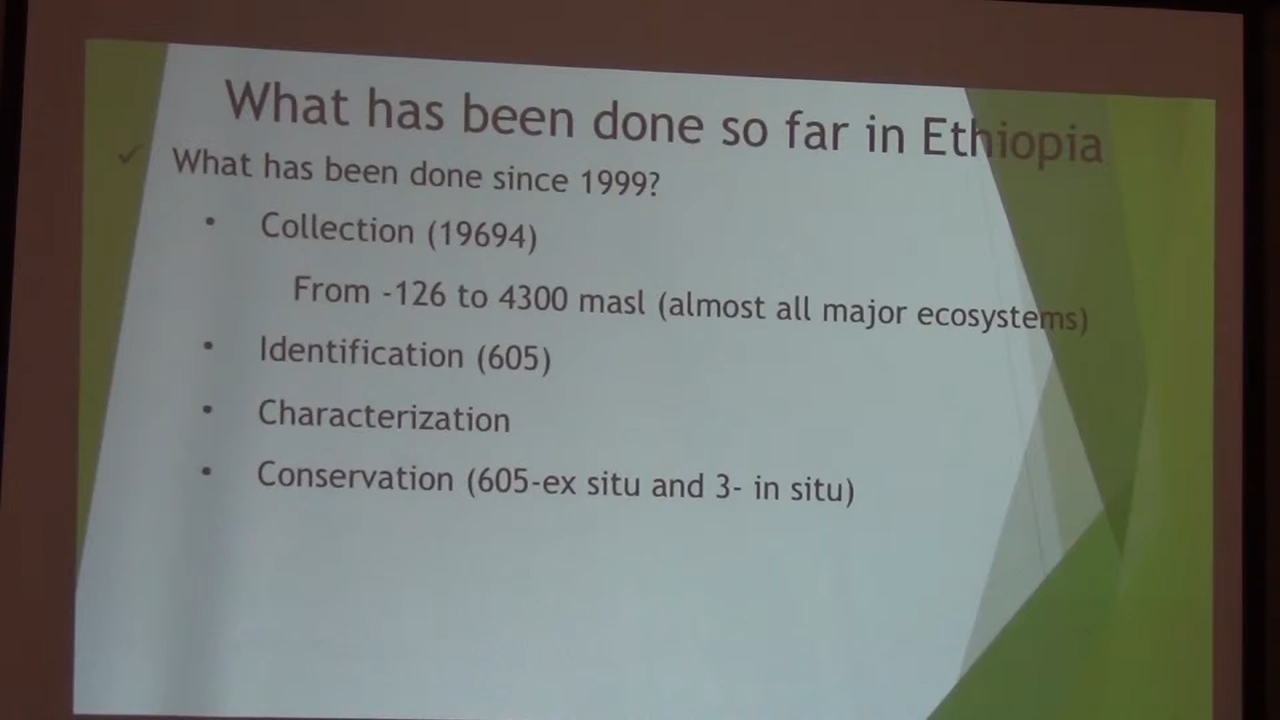 What has been done so far in Ethiopia
✓ What has been done since 1999?
• Collection (19694)
From -126 to 4300 masl (almost all major ecosystems)
• Identification (605)
• Characterization
• Conservation (605-ex situ and 3- in situ)